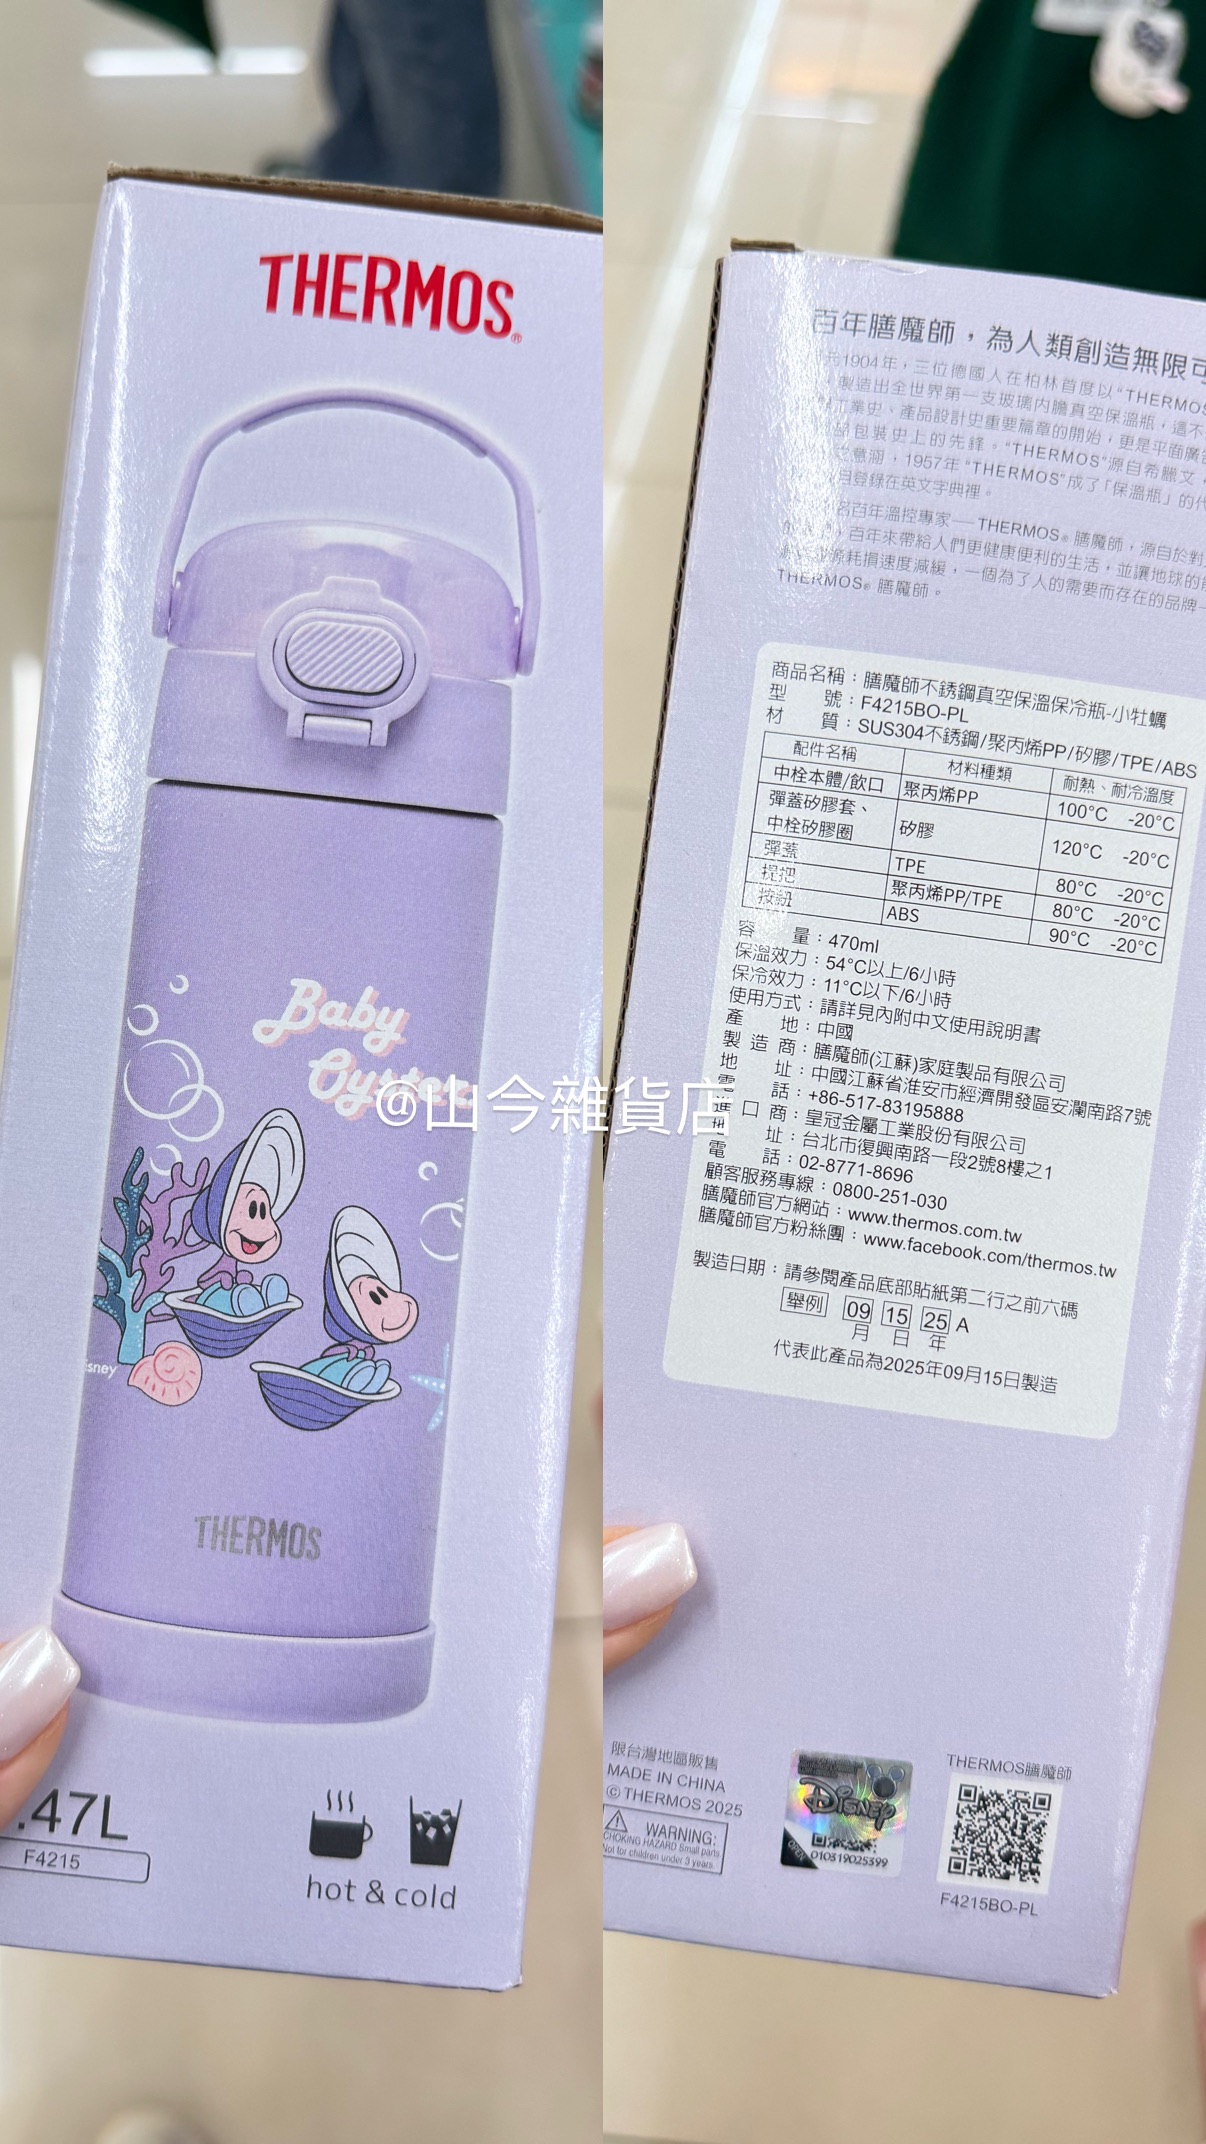 THERMOS®
Baby
@山今雜貨店
THERMOS
.47L
F4215
hot & cold
百年膳魔師，為人類創造無限可
1904年，三位德國人在柏林首度以"THERMOS
製造出全世界第一支玻璃內膽真空保溫瓶，這不
工業史、產品設計史重要篇章的開始，更是平面廣告
品包裝史上的先鋒。"THERMOS"源自希臘文，
之意涵，1957年"THERMOS"成了「保溫瓶」的代
登錄在英文字典裡。
名百年溫控專家—THERMOS®膳魔師，源自於對
百年來帶給人們更健康便利的生活，並讓地球的能
源耗損速度減緩，一個為了人的需要而存在的品牌—
THERMOS®膳魔師。
商品名稱：膳魔師不銹鋼真空保溫保冷瓶-小牡蠣
型 號：F4215BO-PL
材 質：SUS304不銹鋼/聚丙烯PP/矽膠/TPE/ABS
配件名稱 材料種類 耐熱、耐冷溫度
中栓本體/飲口 聚丙烯PP 100°C -20°C
彈蓋矽膠套、
中栓矽膠圈 矽膠 120°C -20°C
彈蓋 TPE 80°C -20°C
提把 聚丙烯PP/TPE 80°C -20°C
按鈕 ABS 90°C -20°C
容 量：470ml
保溫效力：54°C以上/6小時
保冷效力：11°C以下/6小時
使用方式：請詳見內附中文使用說明書
產 地：中國
製 造 商：膳魔師(江蘇)家庭製品有限公司
地 址：中國江蘇省淮安市經濟開發區安瀾南路7號
電 話：+86-517-83195888
進 口 商：皇冠金屬工業股份有限公司
地 址：台北市復興南路一段2號8樓之1
電 話：02-8771-8696
顧客服務專線：0800-251-030
膳魔師官方網站：www.thermos.com.tw
膳魔師官方粉絲團：www.facebook.com/thermos.tw
製造日期：請參閱產品底部貼紙第二行之前六碼
舉例 09 15 25 A
月 日 年
代表此產品為2025年09月15日製造
限台灣地區販售
MADE IN CHINA
© THERMOS 2025
WARNING:
CHOKING HAZARD Small parts
Not for children under 3 years.
Disney
010319025399
THERMOS膳魔師
F4215BO-PL